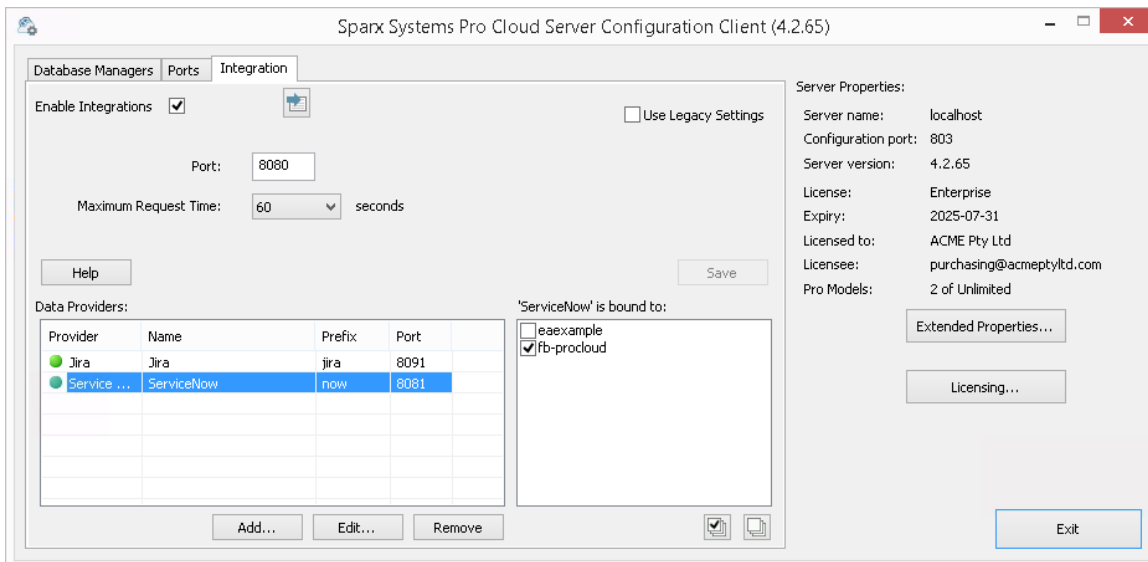 Sparx Systems Pro Cloud Server Configuration Client (4.2.65)
Database Managers Ports Integration
Enable Integrations
Use Legacy Settings
Port: 8080
Maximum Request Time: 60 seconds
Help
Save
Data Providers:
Provider Name Prefix Port
Jira Jira jira 8091
Service ... ServiceNow now 8081
Add... Edit... Remove
'ServiceNow' is bound to:
eaexample
fb-procloud
Server Properties:
Server name: localhost
Configuration port: 803
Server version: 4.2.65
License: Enterprise
Expiry: 2025-07-31
Licensed to: ACME Pty Ltd
Licensee: purchasing@acmeptyltd.com
Pro Models: 2 of Unlimited
Extended Properties...
Licensing...
Exit